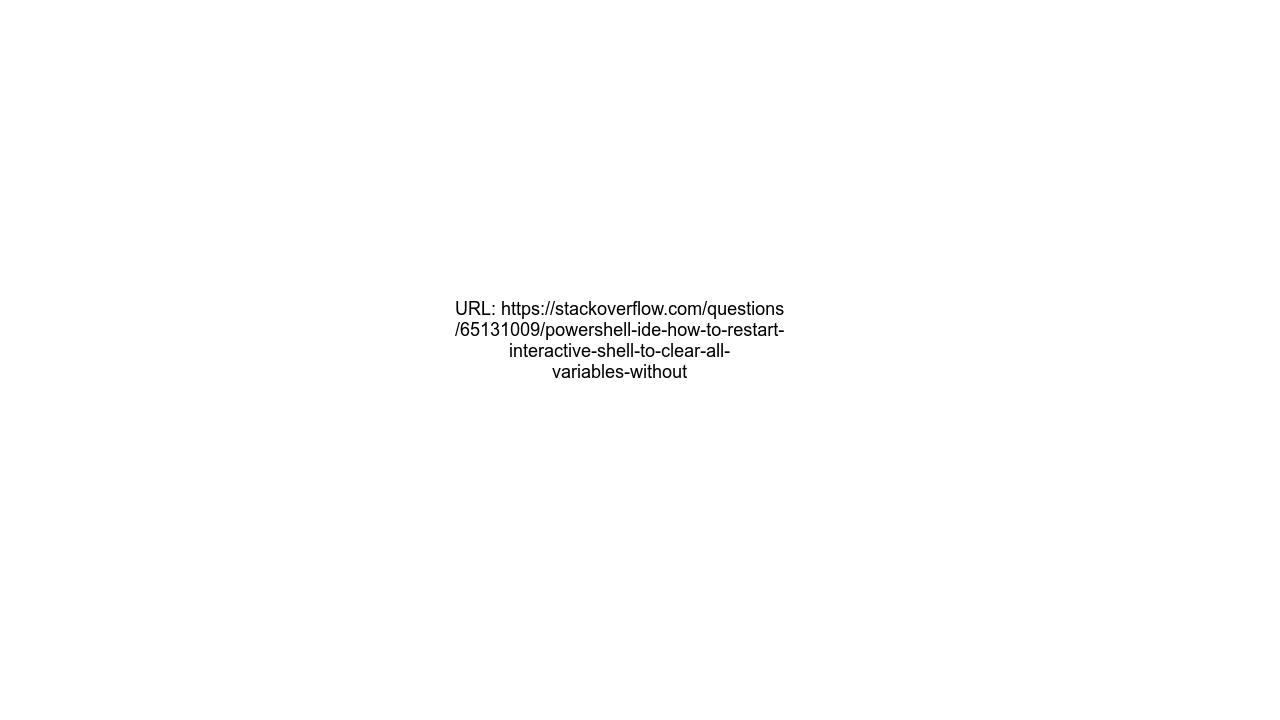 URL: https://stackoverflow.com/questions
/65131009/powershell-ide-how-to-restart-
interactive-shell-to-clear-all-
variables-without